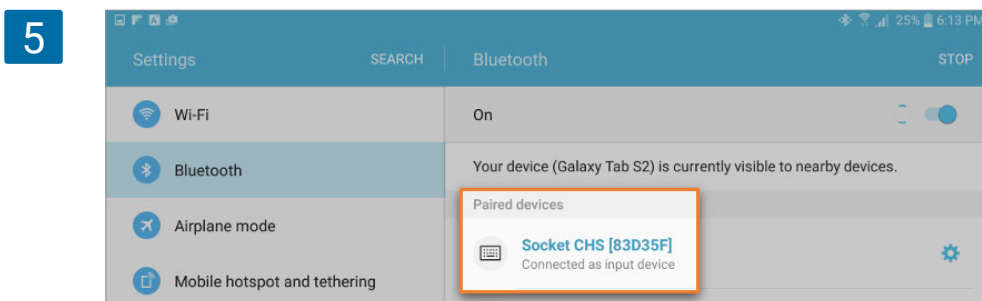 5
25% 6:13 PM
Settings SEARCH Bluetooth STOP
Wi-Fi
On
Bluetooth
Your device (Galaxy Tab S2) is currently visible to nearby devices.
Paired devices
Airplane mode
Socket CHS [83D35F]
Connected as input device
Mobile hotspot and tethering